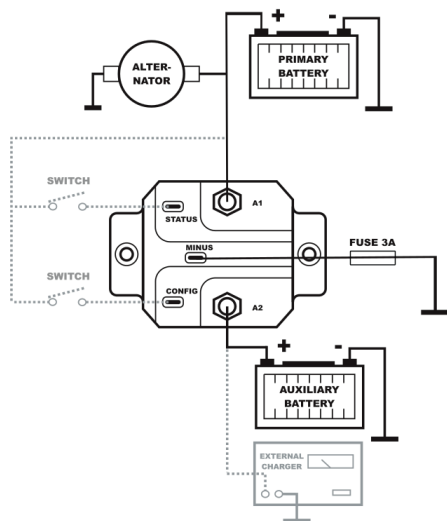 + -
ALTER-
NATOR
PRIMARY
BATTERY
SWITCH
A1
STATUS
MINUS
FUSE 3A
SWITCH
CONFIG
A2
+ -
AUXILIARY
BATTERY
EXTERNAL
CHARGER